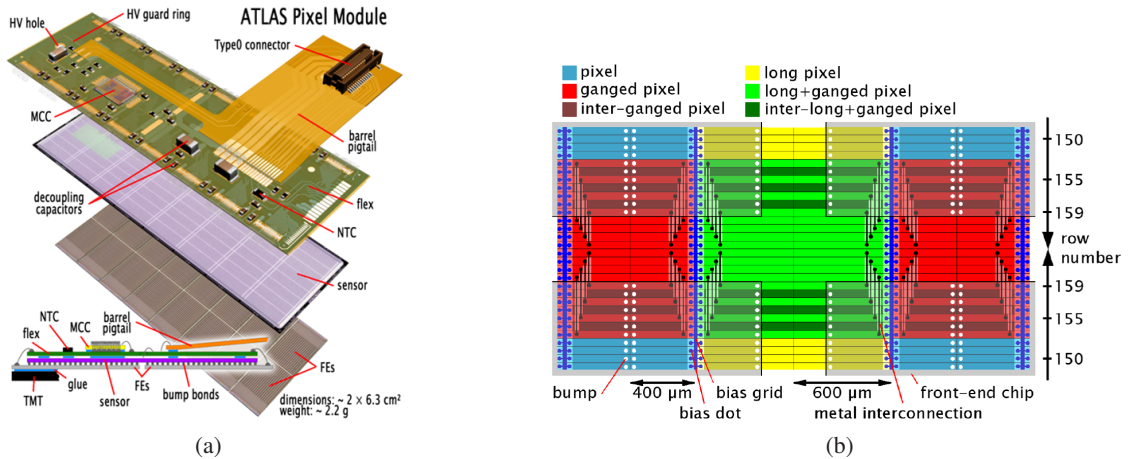 ATLAS Pixel Module
HV guard ring
HV hole
Type0 connector
MCC
barrel
pigtail
decoupling
capacitors
flex
NTC
sensor
barrel
pigtail
NTC
MCC
flex
FEs
glue
FEs
TMT
sensor
bump bonds
dimensions: ~ 2 × 6.3 cm²
weight: ~ 2.2 g
(a)
pixel
long pixel
ganged pixel
long+ganged pixel
inter-ganged pixel
inter-long+ganged pixel
150
155
159
row
number
159
155
150
bump
400 μm
bias grid
600 μm
front-end chip
bias dot
metal interconnection
(b)